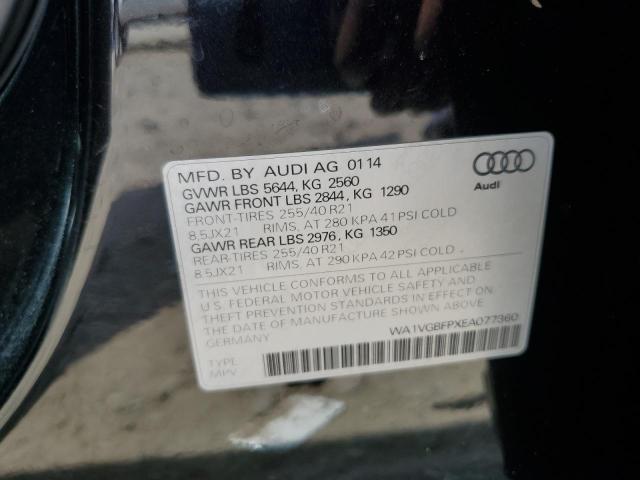 MFD. BY AUDI AG 01 14
GVWR LBS 5644, KG 2560
GAWR FRONT LBS 2844, KG 1290
FRONT-TIRES 255/40 R21
8.5JX21 RIMS, AT 280 KPA 41 PSI COLD
GAWR REAR LBS 2976, KG 1350
REAR-TIRES 255/40 R21
8.5JX21 RIMS, AT 290 KPA 42 PSI COLD
THIS VEHICLE CONFORMS TO ALL APPLICABLE
U.S. FEDERAL MOTOR VEHICLE SAFETY AND
THEFT PREVENTION STANDARDS IN EFFECT ON
THE DATE OF MANUFACTURE SHOWN ABOVE
GERMANY
WA1VGBFPXEA077360
TYPE:
MPV
Audi